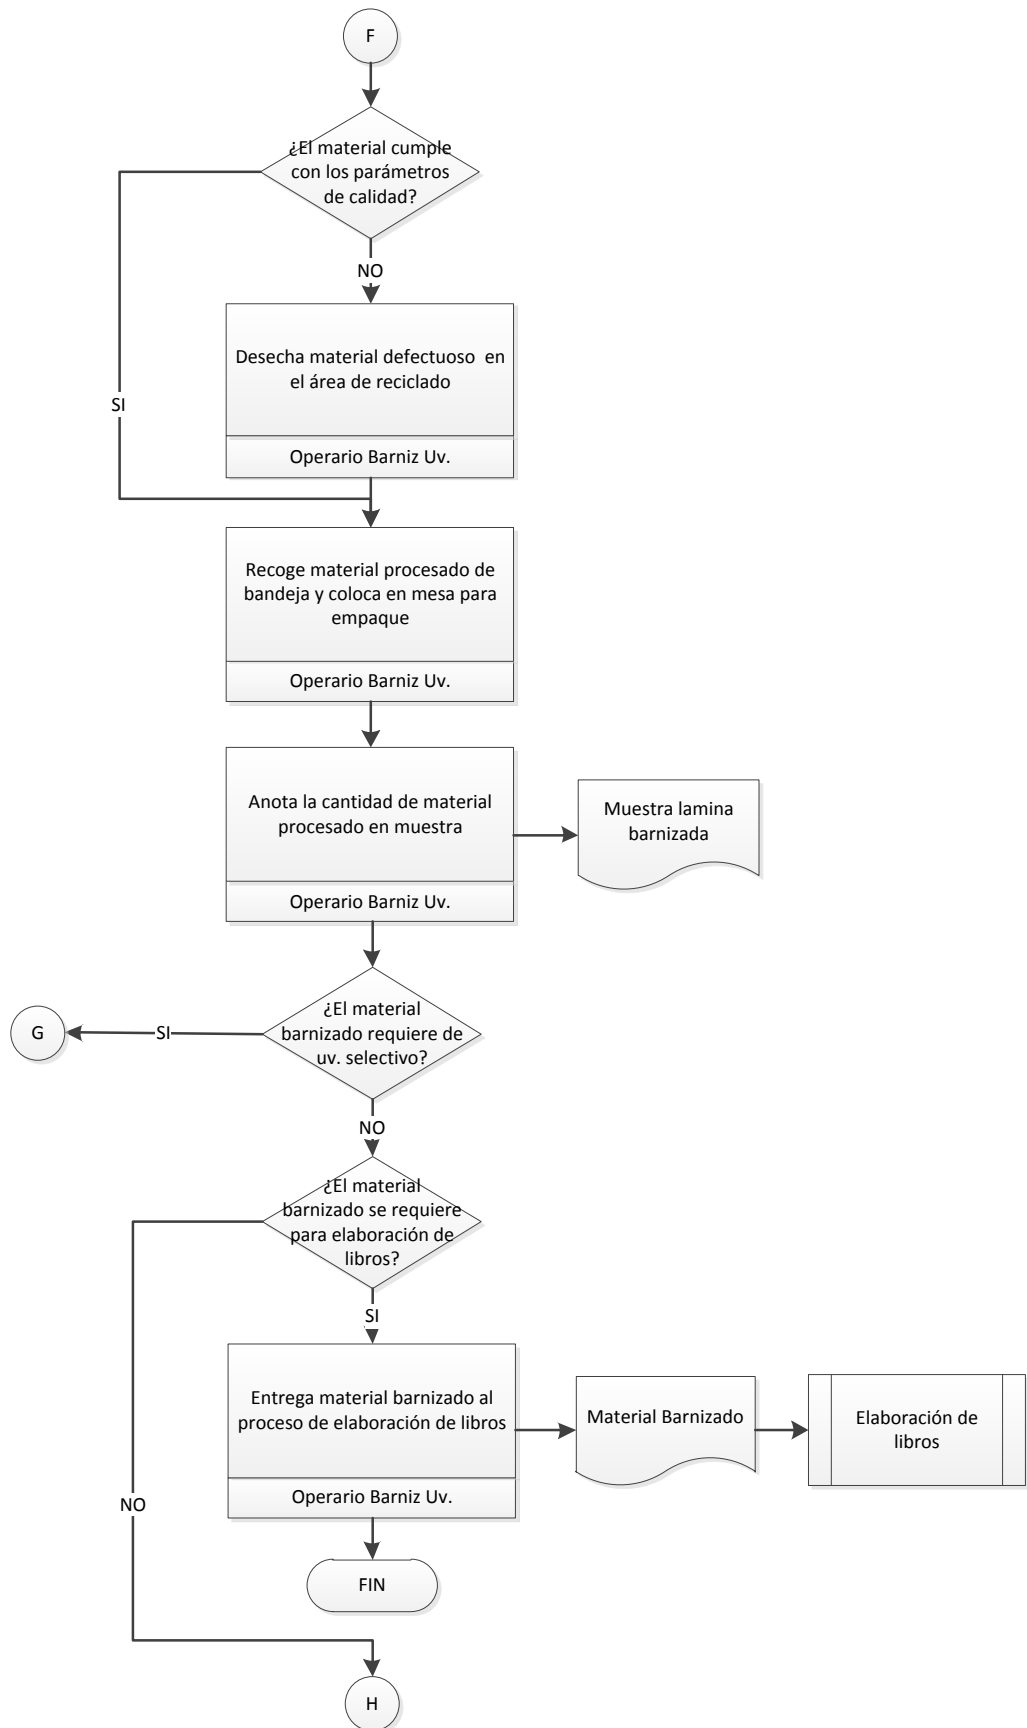 F
¿El material cumple
con los parámetros
de calidad?
NO
SI
Desecha material defectuoso en
el área de reciclado
Operario Barniz Uv.
Recoge material procesado de
bandeja y coloca en mesa para
empaque
Operario Barniz Uv.
Anota la cantidad de material
procesado en muestra
Operario Barniz Uv.
Muestra lamina
barnizada
¿El material
barnizado requiere de
uv. selectivo?
SI
G
NO
¿El material
barnizado se requiere
para elaboración de
libros?
SI
Entrega material barnizado al
proceso de elaboración de libros
Operario Barniz Uv.
Material Barnizado
Elaboración de
libros
NO
FIN
H